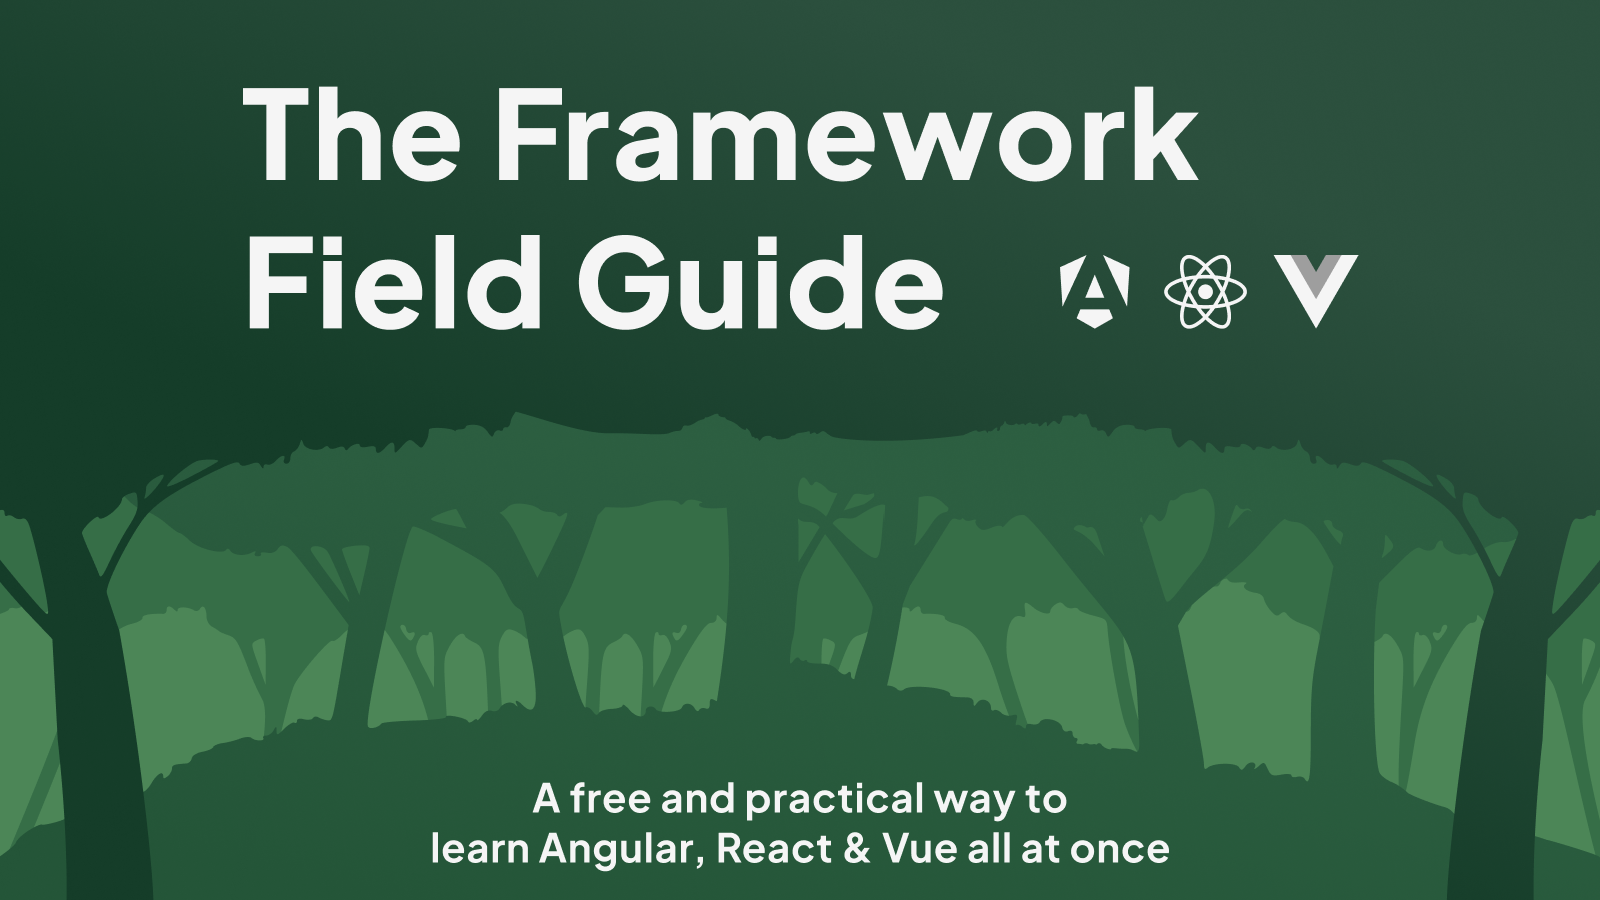 The Framework
Field Guide
A free and practical way to
learn Angular, React & Vue all at once